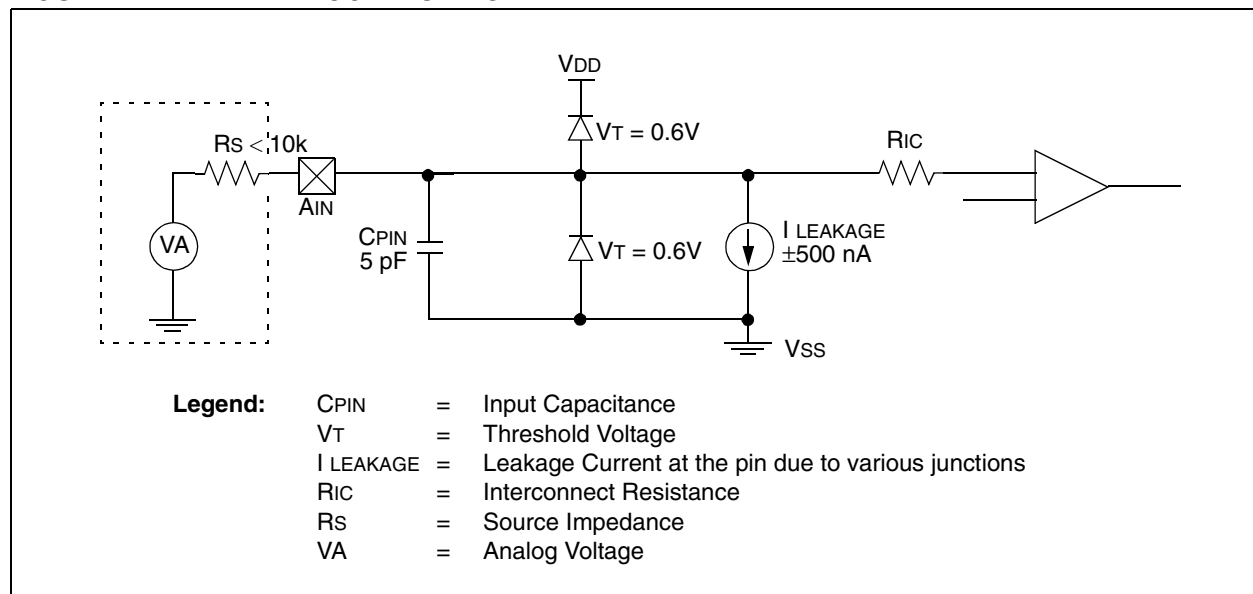 VDD
VT = 0.6V
RS < 10k
RIC
AIN
VA
CPIN
5 pF
VT = 0.6V
I LEAKAGE
±500 nA
VSS
Legend: CPIN = Input Capacitance
VT = Threshold Voltage
I LEAKAGE = Leakage Current at the pin due to various junctions
RIC = Interconnect Resistance
RS = Source Impedance
VA = Analog Voltage